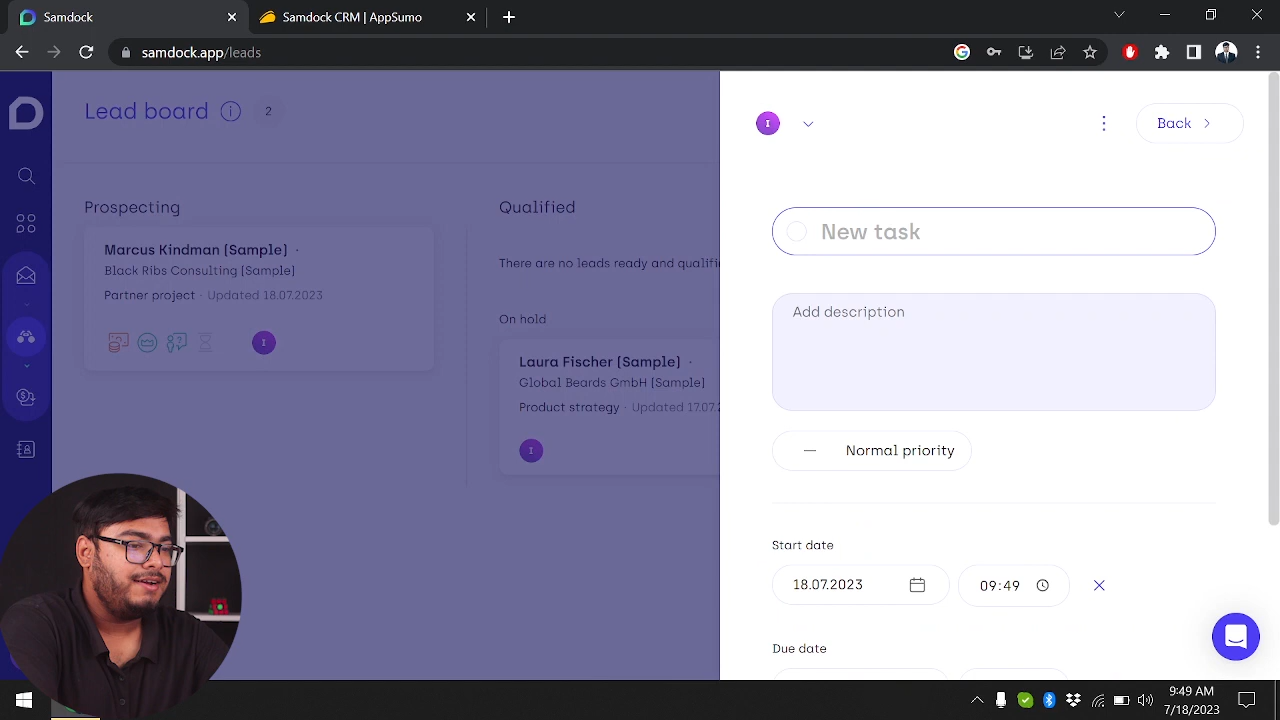 Samdock
Samdock CRM | AppSumo
samdock.app/leads
Lead board
2
Back
New task
Prospecting
Qualified
Marcus Kindman [Sample] ·
Black Ribs Consulting [Sample]
Partner project · Updated 18.07.2023
I
There are no leads ready and qualifi
On hold
Laura Fischer [Sample] ·
Global Beards GmbH [Sample]
Product strategy · Updated 17.07.2
I
I
Add description
Normal priority
Start date
18.07.2023
09:49
Due date
9:49 AM
7/18/2023